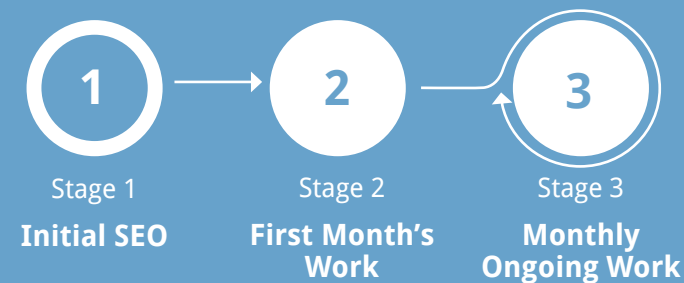 1
2
3
Stage 1
Stage 2
Stage 3
Initial SEO
First Month’s
Work
Monthly
Ongoing Work